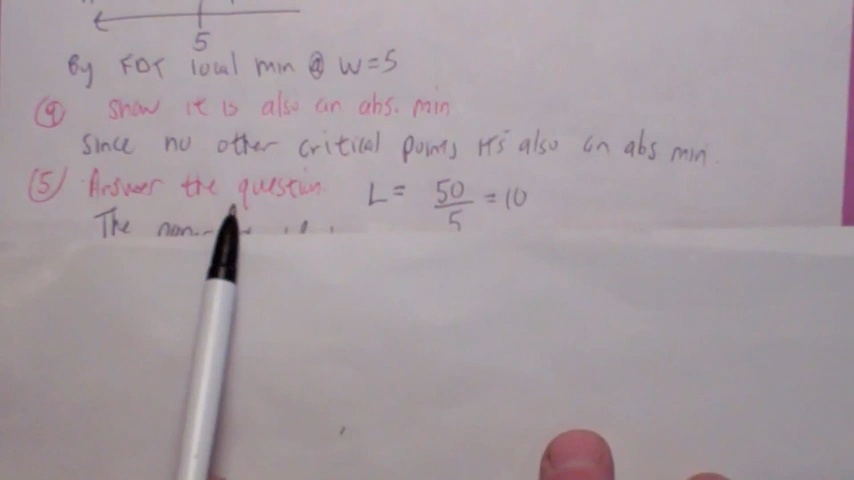 5
By FDT local min @ w=5
④ Show it is also an abs. min
Since no other critical points it's also an abs min.
⑤ Answer the question L= 50/5 = 10
The